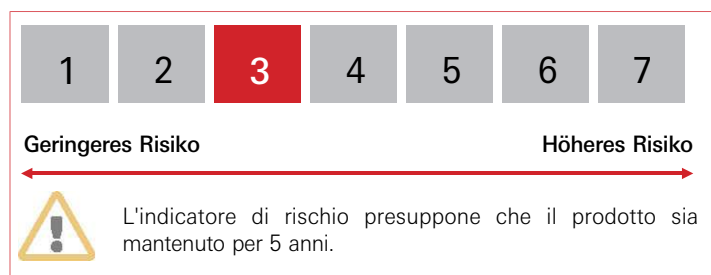 1 2 3 4 5 6 7
Geringeres Risiko Höheres Risiko
L'indicatore di rischio presuppone che il prodotto sia
mantenuto per 5 anni.